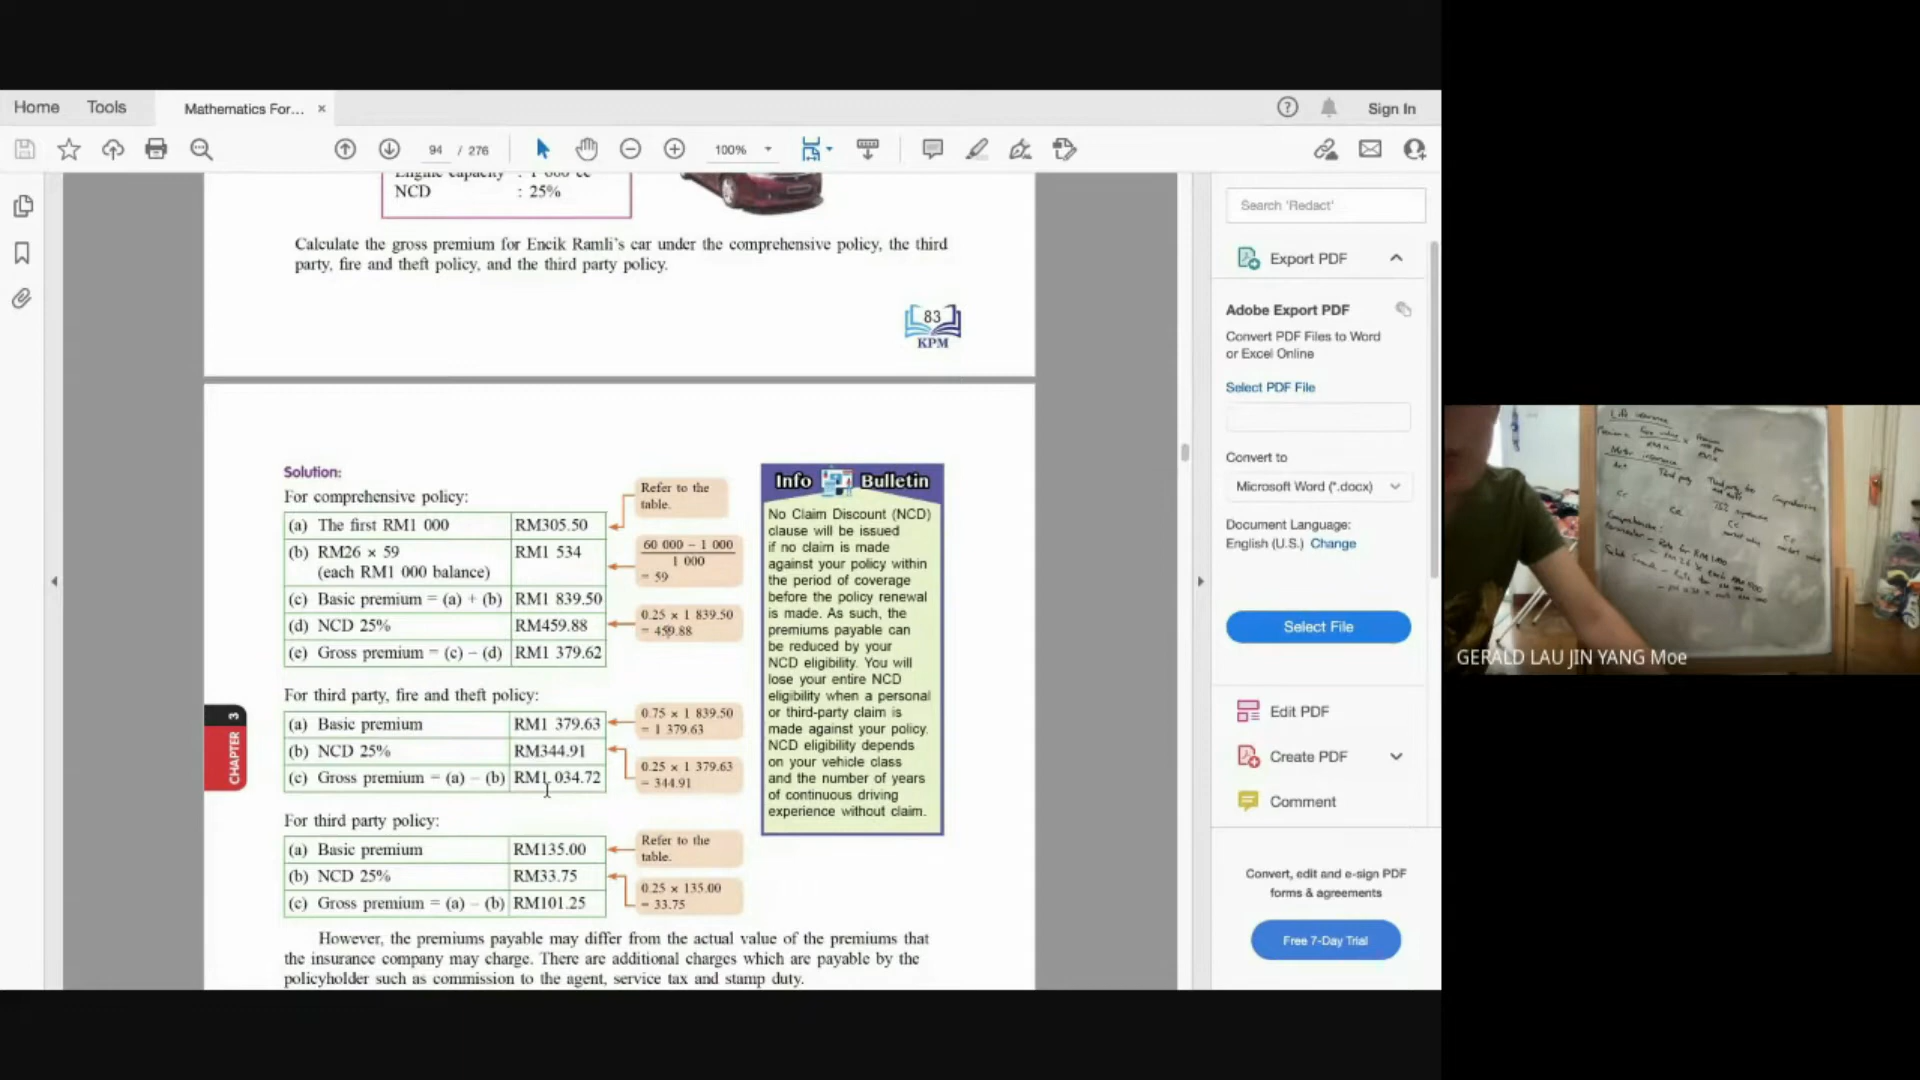 Home Tools Mathematics For... × Sign In
94 / 276 100%
Engine capacity : 1 000 cc
NCD : 25%
Calculate the gross premium for Encik Ramli's car under the comprehensive policy, the third
party, fire and theft policy, and the third party policy.
83
KPM
Solution:
For comprehensive policy:
(a) The first RM1 000 RM305.50
Refer to the
table.
(b) RM26 × 59 RM1 534
(each RM1 000 balance)
60 000 − 1 000
1 000
= 59
(c) Basic premium = (a) + (b) RM1 839.50
(d) NCD 25% RM459.88
0.25 × 1 839.50
= 459.88
(e) Gross premium = (c) − (d) RM1 379.62
For third party, fire and theft policy:
(a) Basic premium RM1 379.63
0.75 × 1 839.50
= 1 379.63
(b) NCD 25% RM344.91
0.25 × 1 379.63
= 344.91
(c) Gross premium = (a) − (b) RM1 034.72
For third party policy:
(a) Basic premium RM135.00
Refer to the
table.
(b) NCD 25% RM33.75
0.25 × 135.00
= 33.75
(c) Gross premium = (a) − (b) RM101.25
However, the premiums payable may differ from the actual value of the premiums that
the insurance company may charge. There are additional charges which are payable by the
policyholder such as commission to the agent, service tax and stamp duty.
CHAPTER 3
Info Bulletin
No Claim Discount (NCD)
clause will be issued
if no claim is made
against your policy within
the period of coverage
before the policy renewal
is made. As such, the
premiums payable can
be reduced by your
NCD eligibility. You will
lose your entire NCD
eligibility when a personal
or third-party claim is
made against your policy.
NCD eligibility depends
on your vehicle class
and the number of years
of continuous driving
experience without claim.
Search 'Redact'
Export PDF
Adobe Export PDF
Convert PDF Files to Word
or Excel Online
Select PDF File
Convert to
Microsoft Word (*.docx)
Document Language:
English (U.S.) Change
Select File
Edit PDF
Create PDF
Comment
Convert, edit and e-sign PDF
forms & agreements
Free 7-Day Trial
Life insurance
Motor insurance
Act Third party
Comprehensive
GERALD LAU JIN YANG Moe